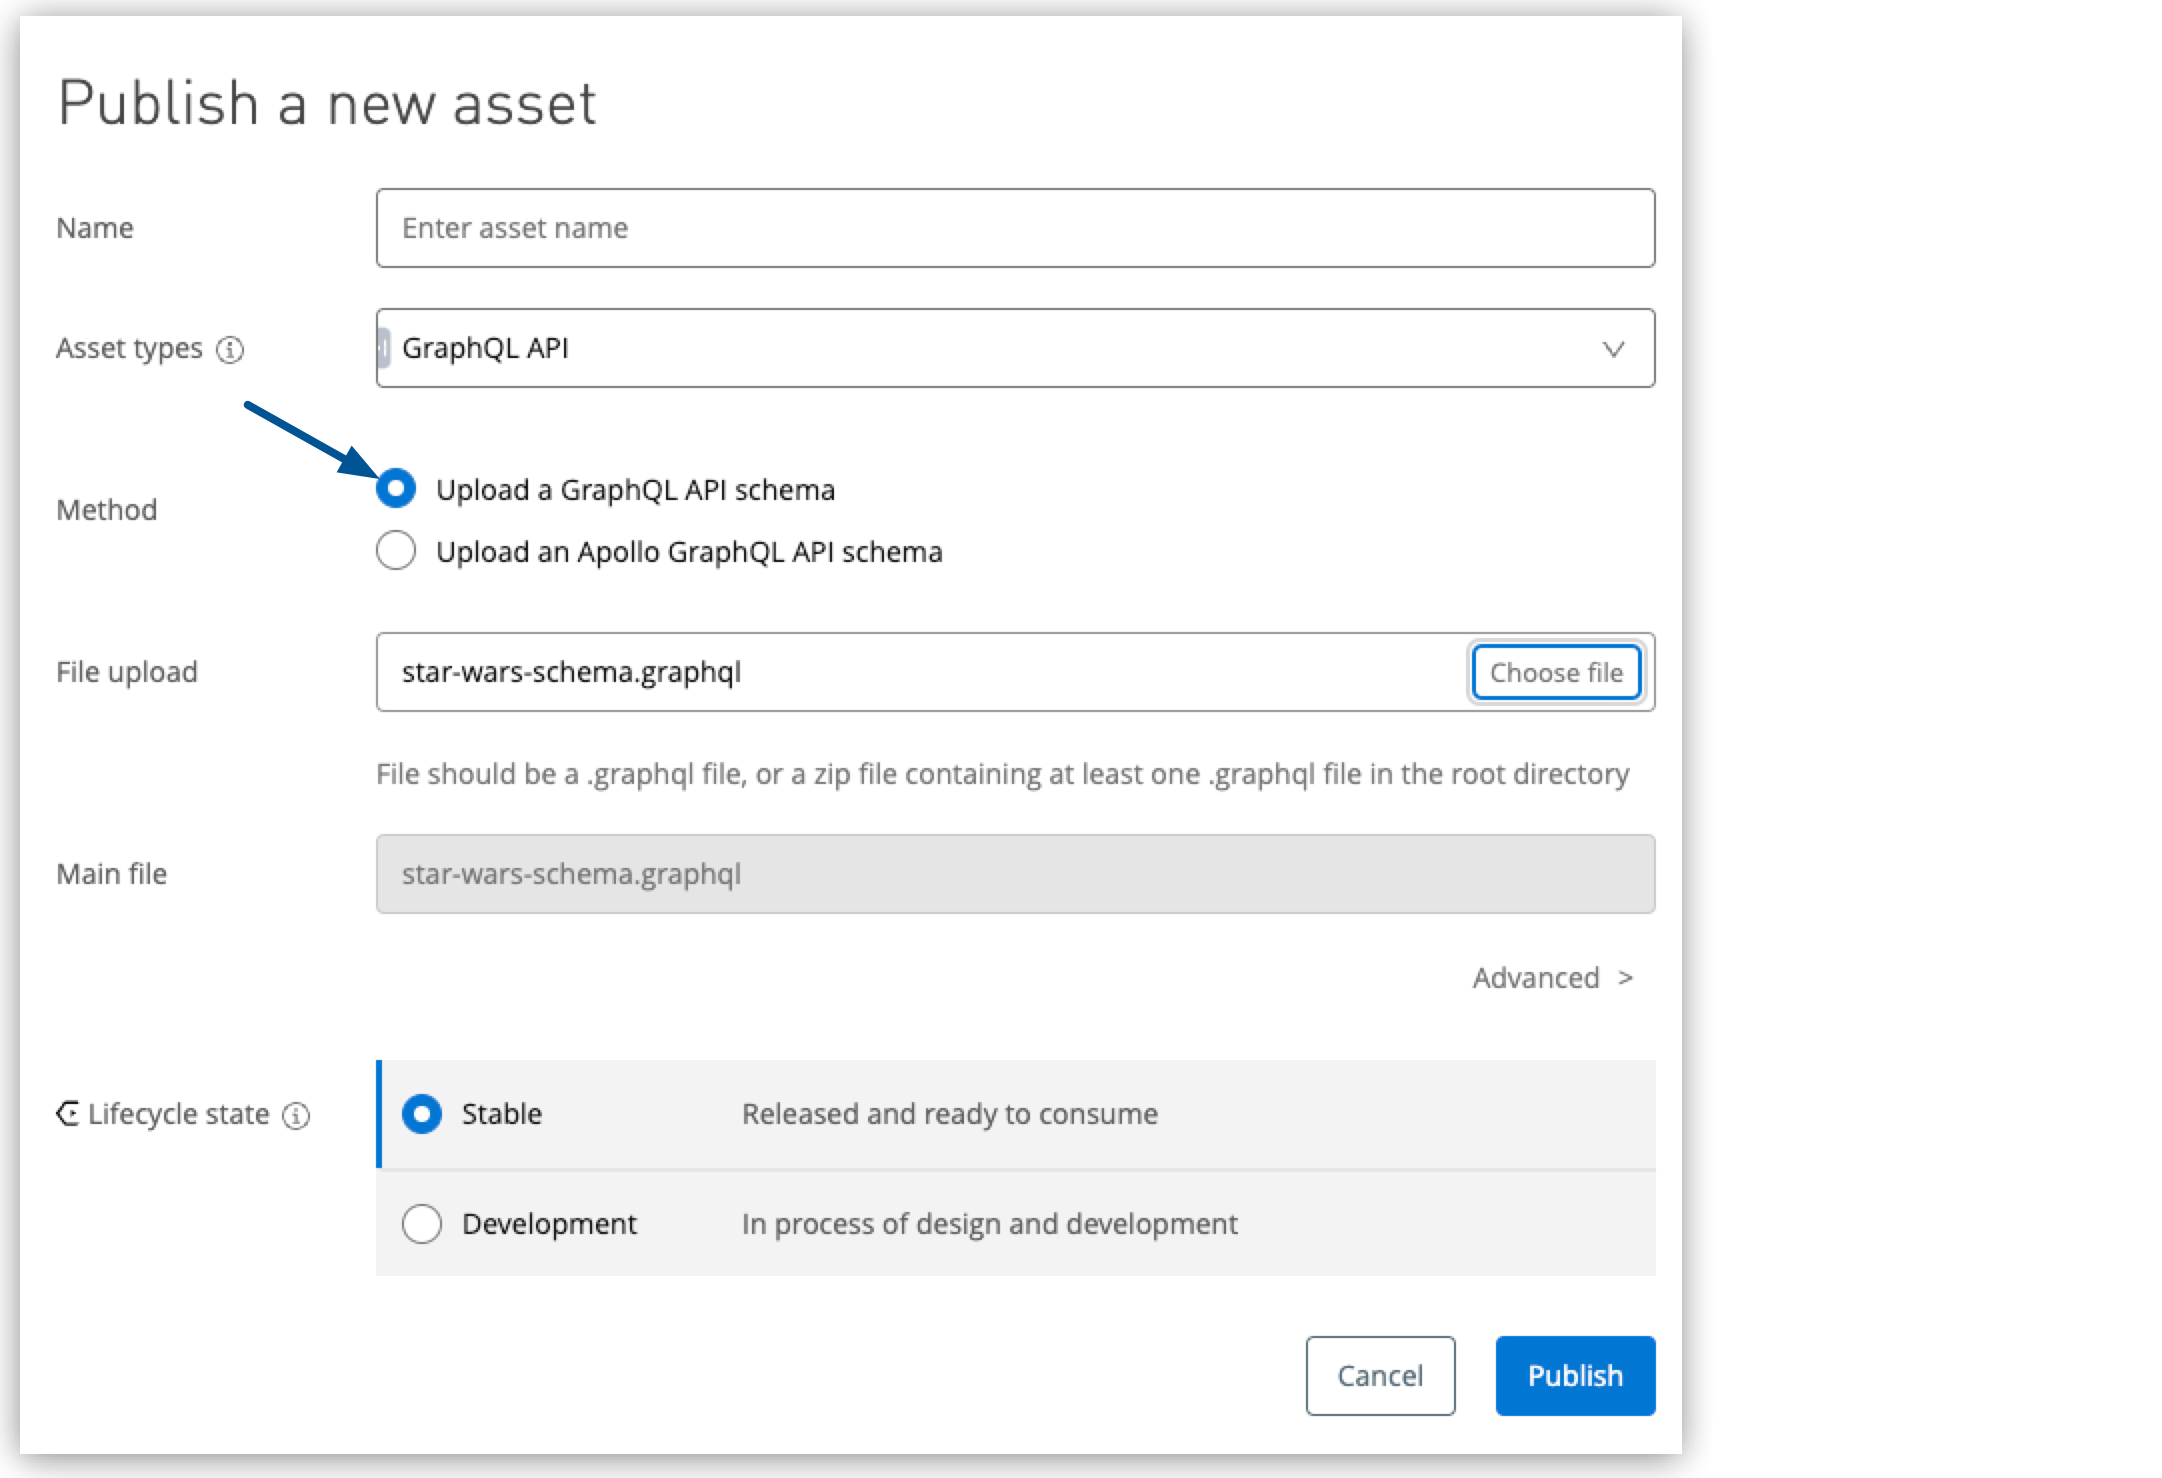 Publish a new asset
Name
Enter asset name
Asset types
GraphQL API
Method
Upload a GraphQL API schema
Upload an Apollo GraphQL API schema
File upload
star-wars-schema.graphql
Choose file
File should be a .graphql file, or a zip file containing at least one .graphql file in the root directory
Main file
star-wars-schema.graphql
Advanced >
Lifecycle state
Stable
Released and ready to consume
Development
In process of design and development
Cancel
Publish